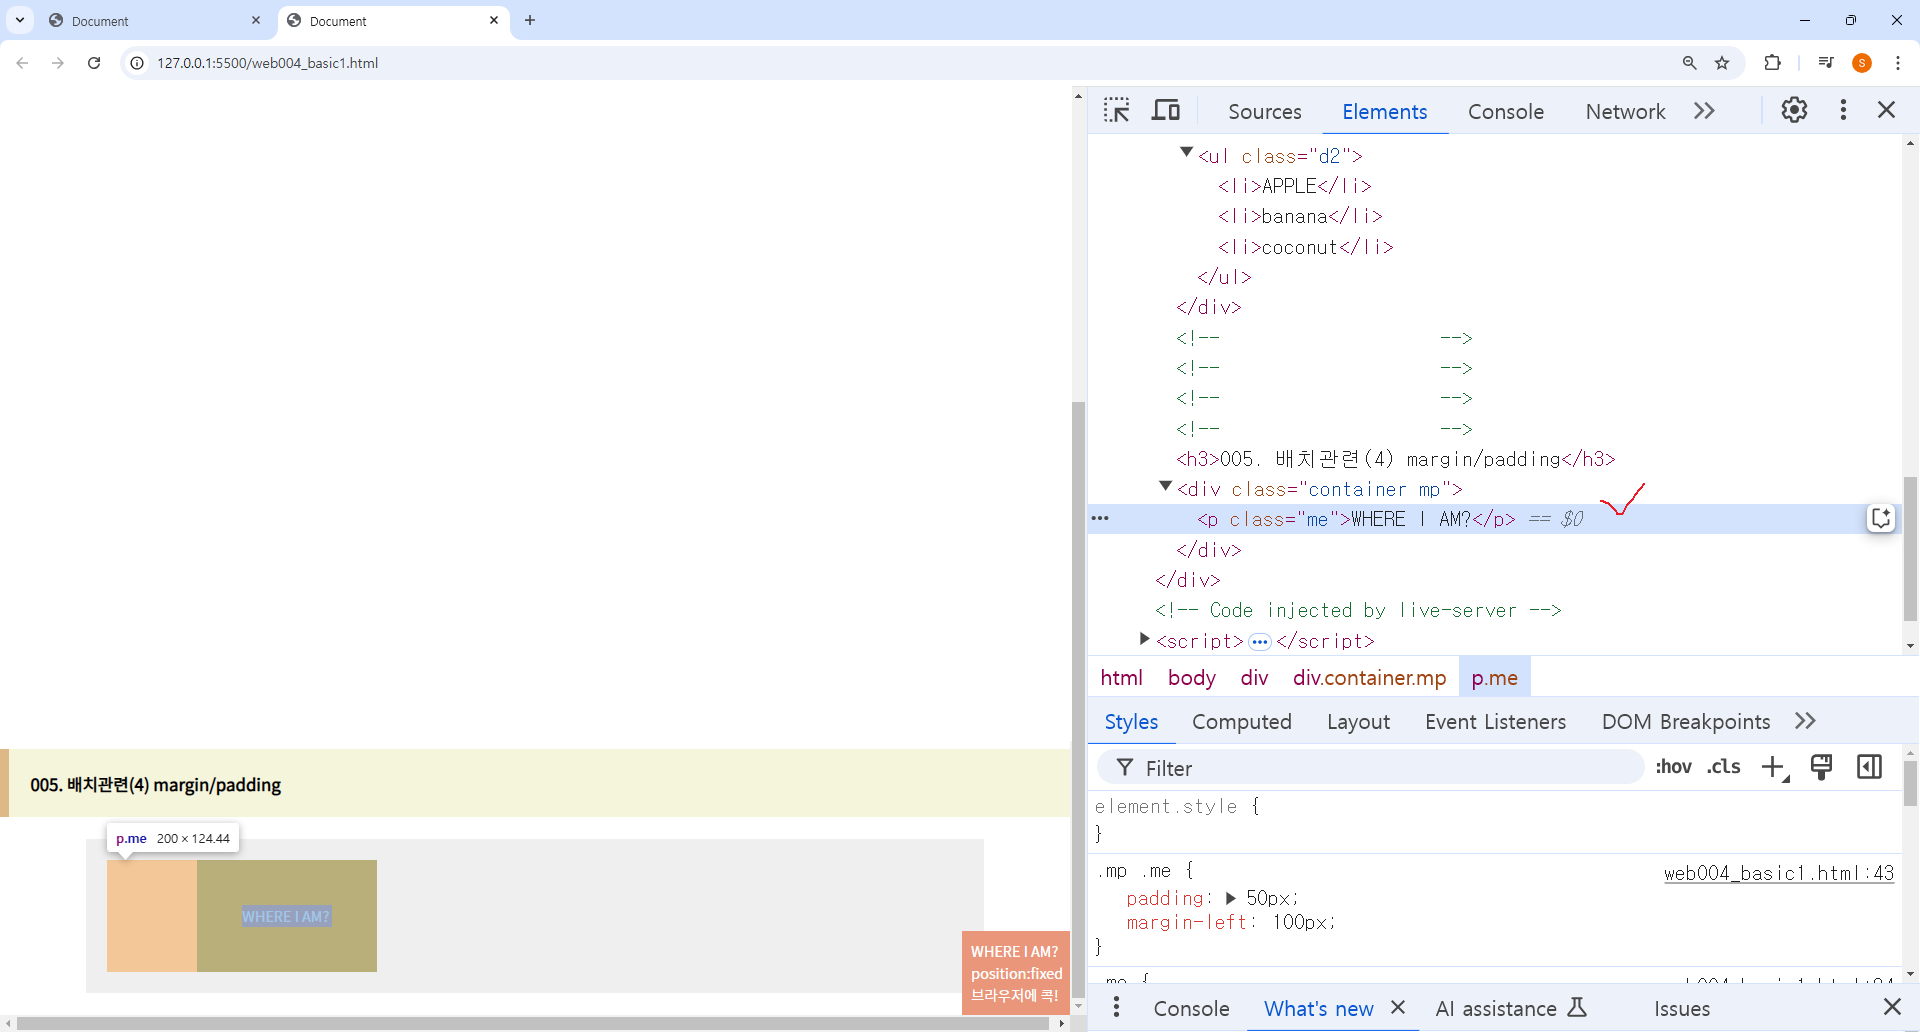 Document
Document
127.0.0.1:5500/web004_basic1.html
S
Sources Elements Console Network
<ul class="d2">
<li>APPLE</li>
<li>banana</li>
<li>coconut</li>
</ul>
</div>
<!-- -->
<!-- -->
<!-- -->
<!-- -->
<h3>005. 배치관련(4) margin/padding</h3>
<div class="container mp">
<p class="me">WHERE I AM?</p> == $0
</div>
</div>
<!-- Code injected by live-server -->
<script>…</script>
html body div div.container.mp p.me
Styles Computed Layout Event Listeners DOM Breakpoints
Filter :hov .cls
element.style {
}
.mp .me { web004_basic1.html:43
padding: 50px;
margin-left: 100px;
}
Console What's new AI assistance Issues
005. 배치관련(4) margin/padding
p.me 200 × 124.44
WHERE I AM?
WHERE I AM?
position:fixed
브라우저에 콕!